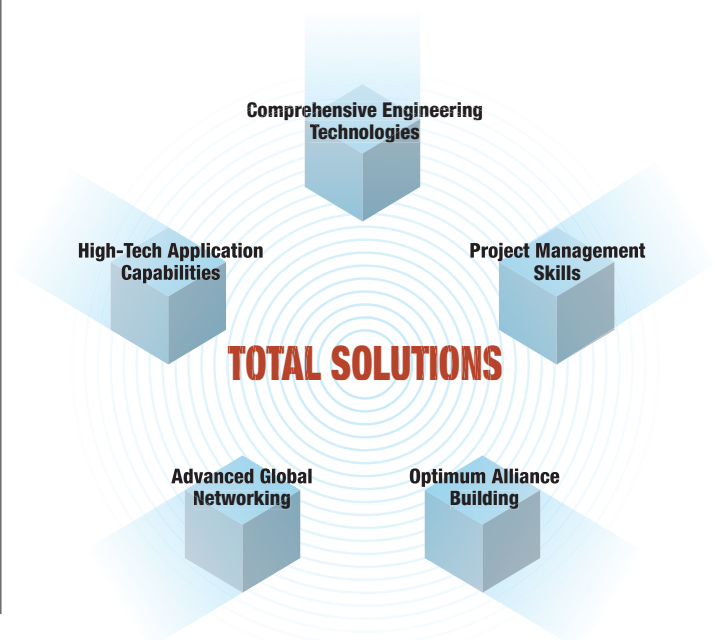 Comprehensive Engineering
Technologies
High-Tech Application
Capabilities
Project Management
Skills
TOTAL SOLUTIONS
Advanced Global
Networking
Optimum Alliance
Building